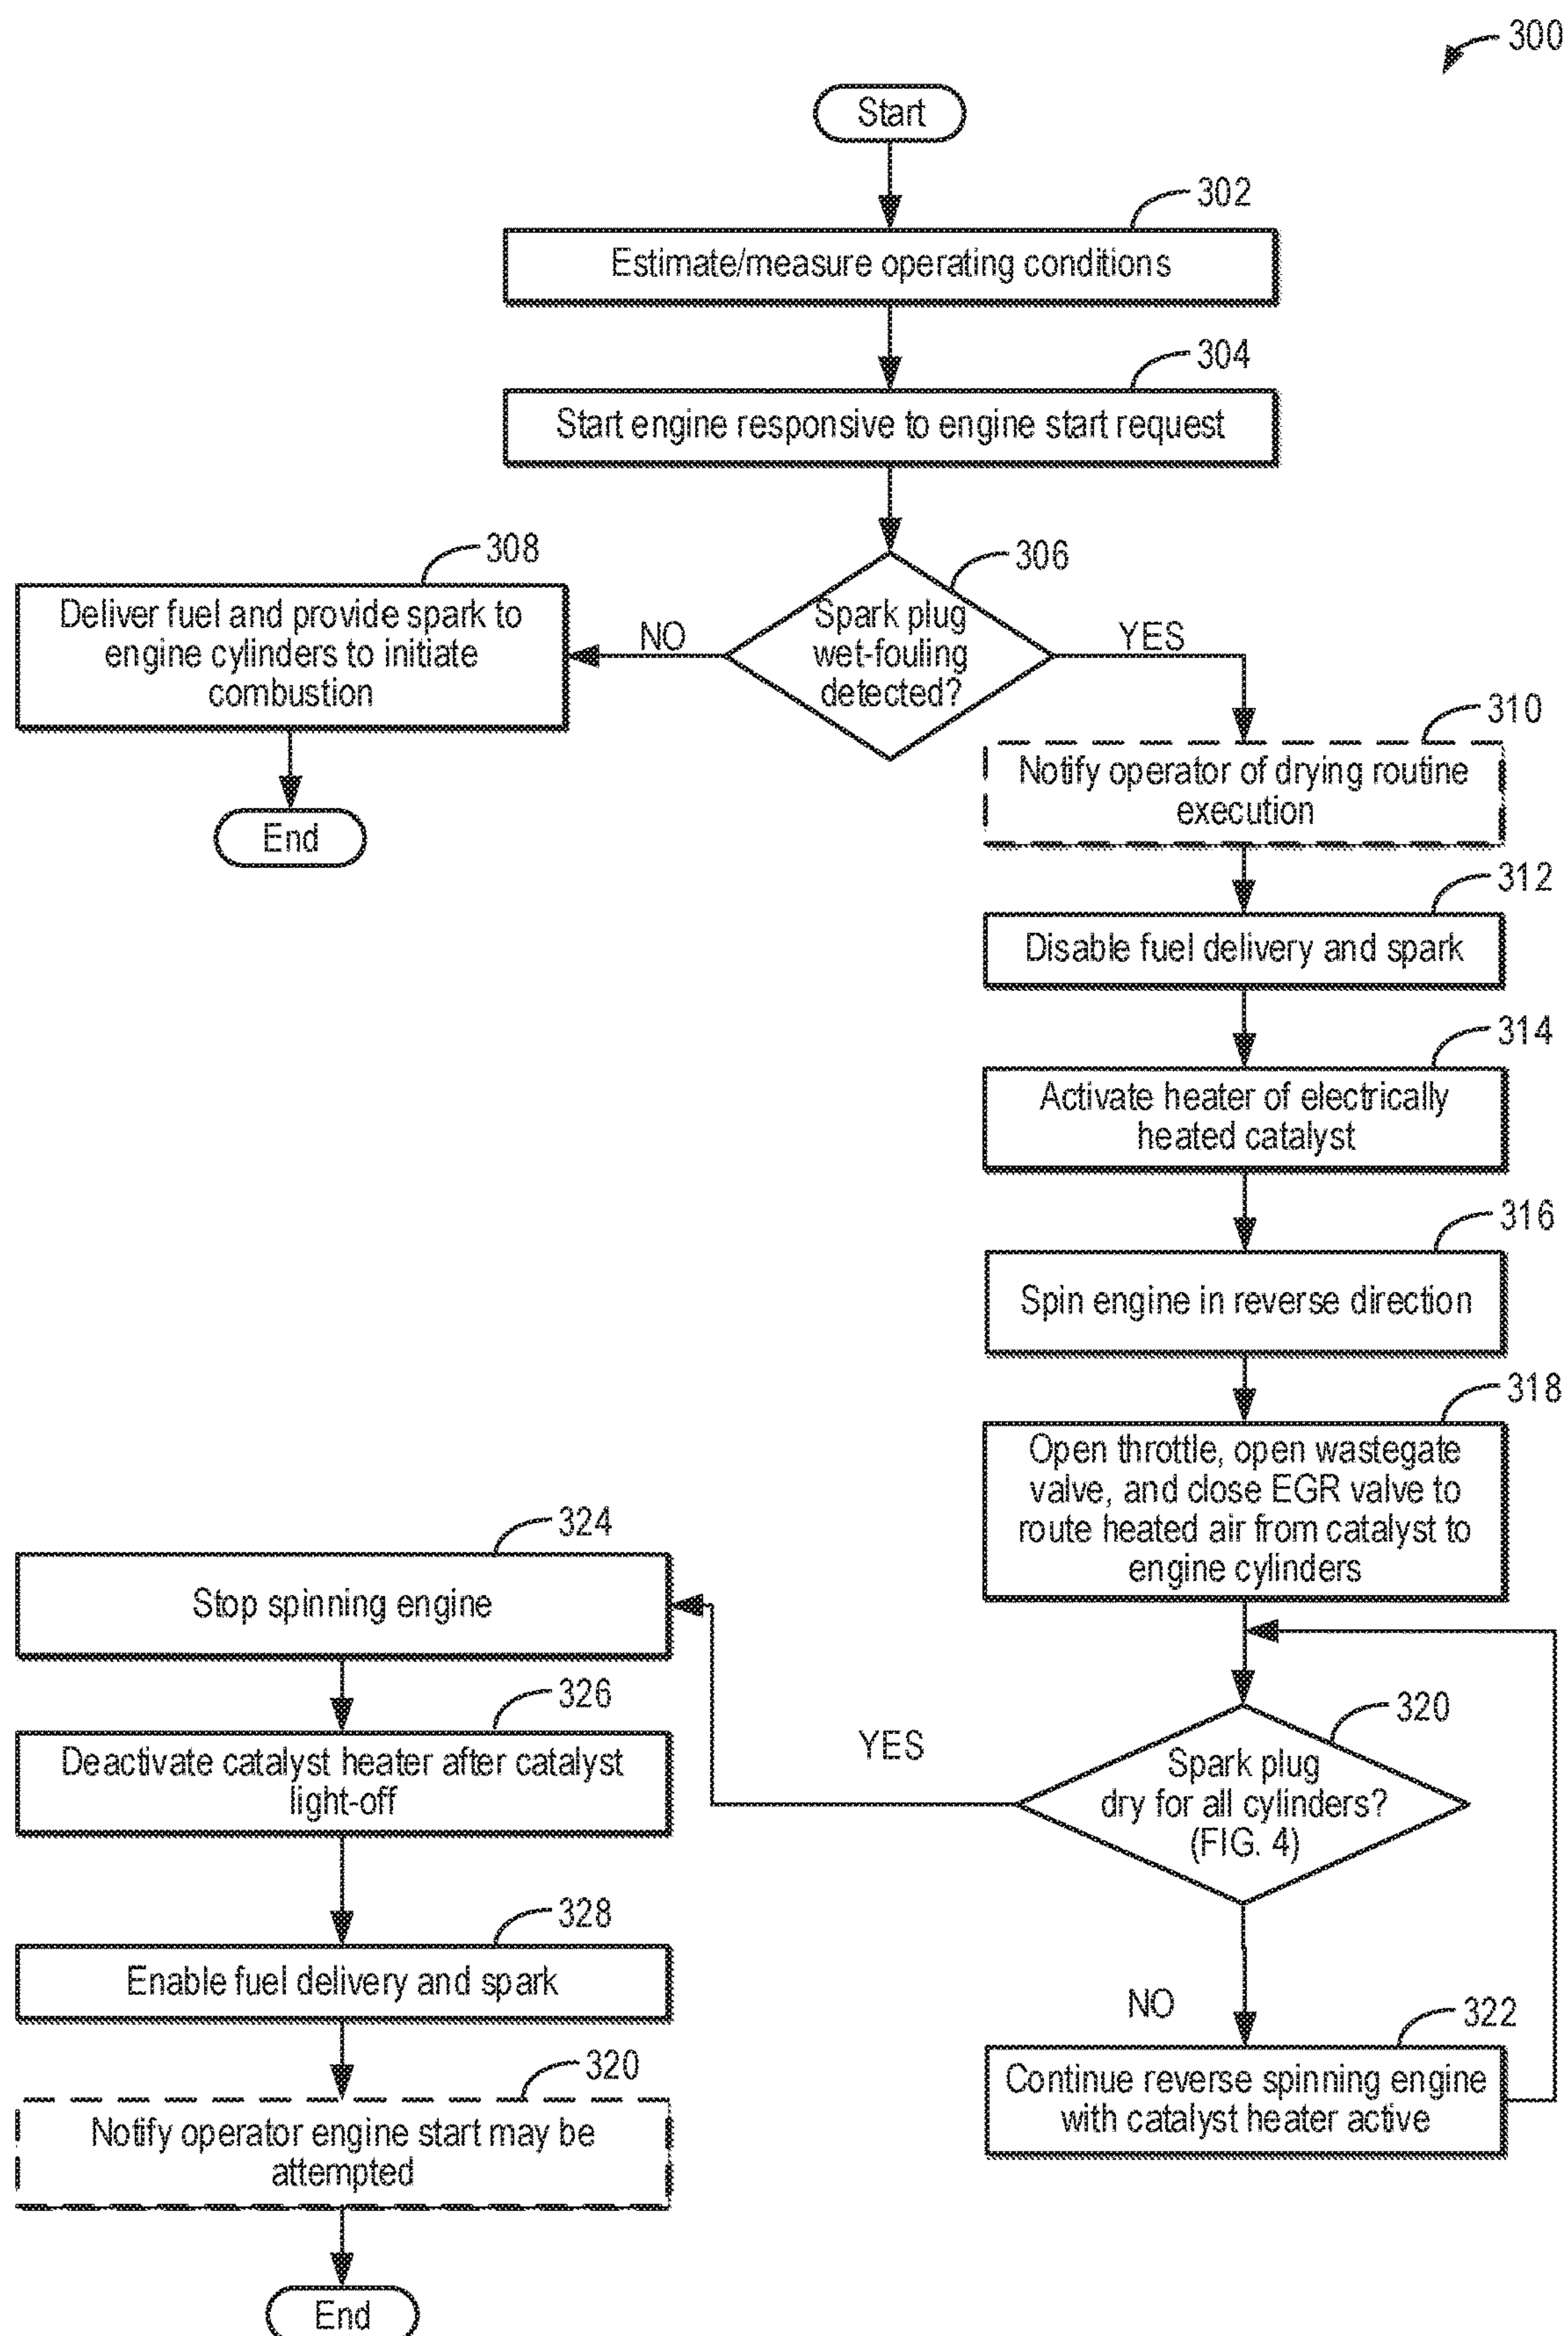 300
Start
302
Estimate/measure operating conditions
304
Start engine responsive to engine start request
308
306
Deliver fuel and provide spark to
engine cylinders to initiate
combustion
NO
Spark plug
wet-fouling
detected?
YES
End
310
Notify operator of drying routine
execution
312
Disable fuel delivery and spark
314
Activate heater of electrically
heated catalyst
316
Spin engine in reverse direction
318
Open throttle, open wastegate
valve, and close EGR valve to
route heated air from catalyst to
engine cylinders
320
Spark plug
dry for all cylinders?
(FIG. 4)
YES
NO
322
Continue reverse spinning engine
with catalyst heater active
324
Stop spinning engine
326
Deactivate catalyst heater after catalyst
light-off
328
Enable fuel delivery and spark
320
Notify operator engine start may be
attempted
End